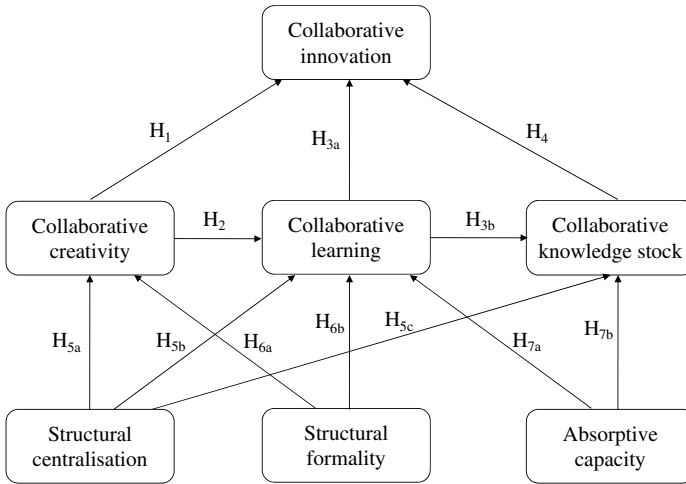 Collaborative
innovation
H1
H3a
H4
Collaborative
creativity
H2
Collaborative
learning
H3b
Collaborative
knowledge stock
H5a
H5b
H6a
H6b
H5c
H7a
H7b
Structural
centralisation
Structural
formality
Absorptive
capacity